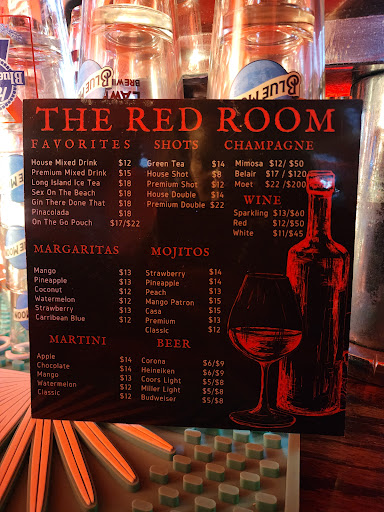 THE RED ROOM
FAVORITES
House Mixed Drink $12
Premium Mixed Drink $15
Long Island Ice Tea $18
Sex On The Beach $18
Gin There Done That $18
Pinacolada $18
On The Go Pouch $17/$22
SHOTS
Green Tea $14
House Shot $8
Premium Shot $12
House Double $14
Premium Double $22
CHAMPAGNE
Mimosa $12/ $50
Belair $17 / $120
Moet $22 /$200
WINE
Sparkling $13/$60
Red $12/$50
White $11/$45
MARGARITAS
Mango $13
Pineapple $13
Coconut $12
Watermelon $12
Strawberry $13
Carribean Blue $12
MOJITOS
Strawberry $14
Pineapple $14
Peach $13
Mango Patron $15
Casa $15
Premium $13
Classic $12
MARTINI
Apple $14
Chocolate $14
Mango $13
Watermelon $12
Classic $12
BEER
Corona $6/$9
Heineken $6/$9
Coors Light $5/$8
Miller Light $5/$8
Budweiser $5/$8